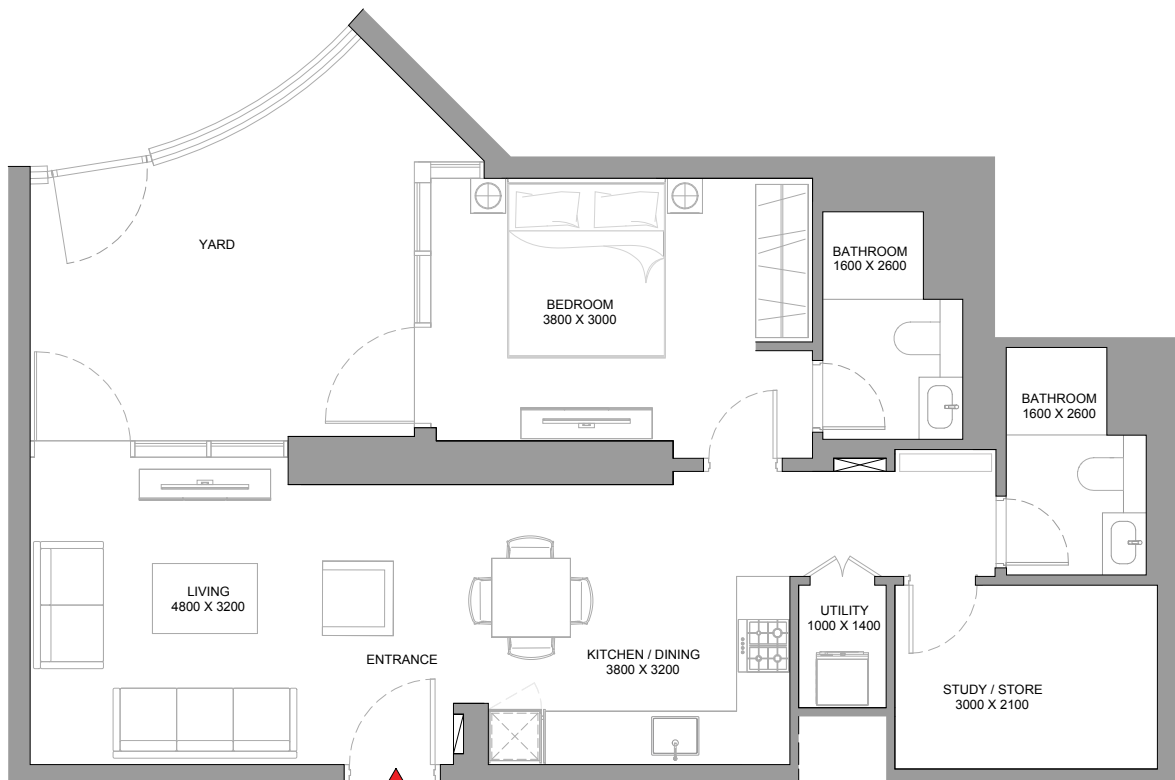 YARD
BATHROOM
1600 X 2600
BEDROOM
3800 X 3000
BATHROOM
1600 X 2600
LIVING
4800 X 3200
UTILITY
1000 X 1400
ENTRANCE
KITCHEN / DINING
3800 X 3200
STUDY / STORE
3000 X 2100